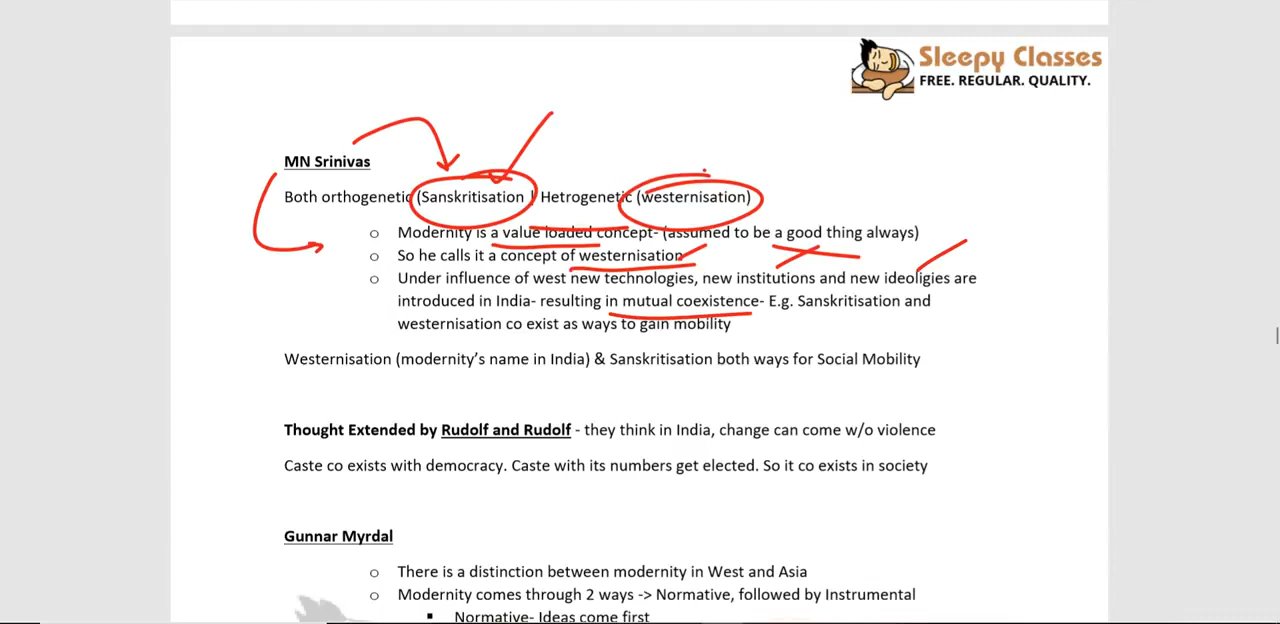 Sleepy Classes
FREE. REGULAR. QUALITY.
MN Srinivas
Both orthogenetic (Sanskritisation ) Hetrogenetic (westernisation)
o Modernity is a value loaded concept- (assumed to be a good thing always)
o So he calls it a concept of westernisation
o Under influence of west new technologies, new institutions and new ideoligies are
introduced in India- resulting in mutual coexistence- E.g. Sanskritisation and
westernisation co exist as ways to gain mobility
Westernisation (modernity’s name in India) & Sanskritisation both ways for Social Mobility
Thought Extended by Rudolf and Rudolf - they think in India, change can come w/o violence
Caste co exists with democracy. Caste with its numbers get elected. So it co exists in society
Gunnar Myrdal
o There is a distinction between modernity in West and Asia
o Modernity comes through 2 ways -> Normative, followed by Instrumental
▪ Normative- Ideas come first